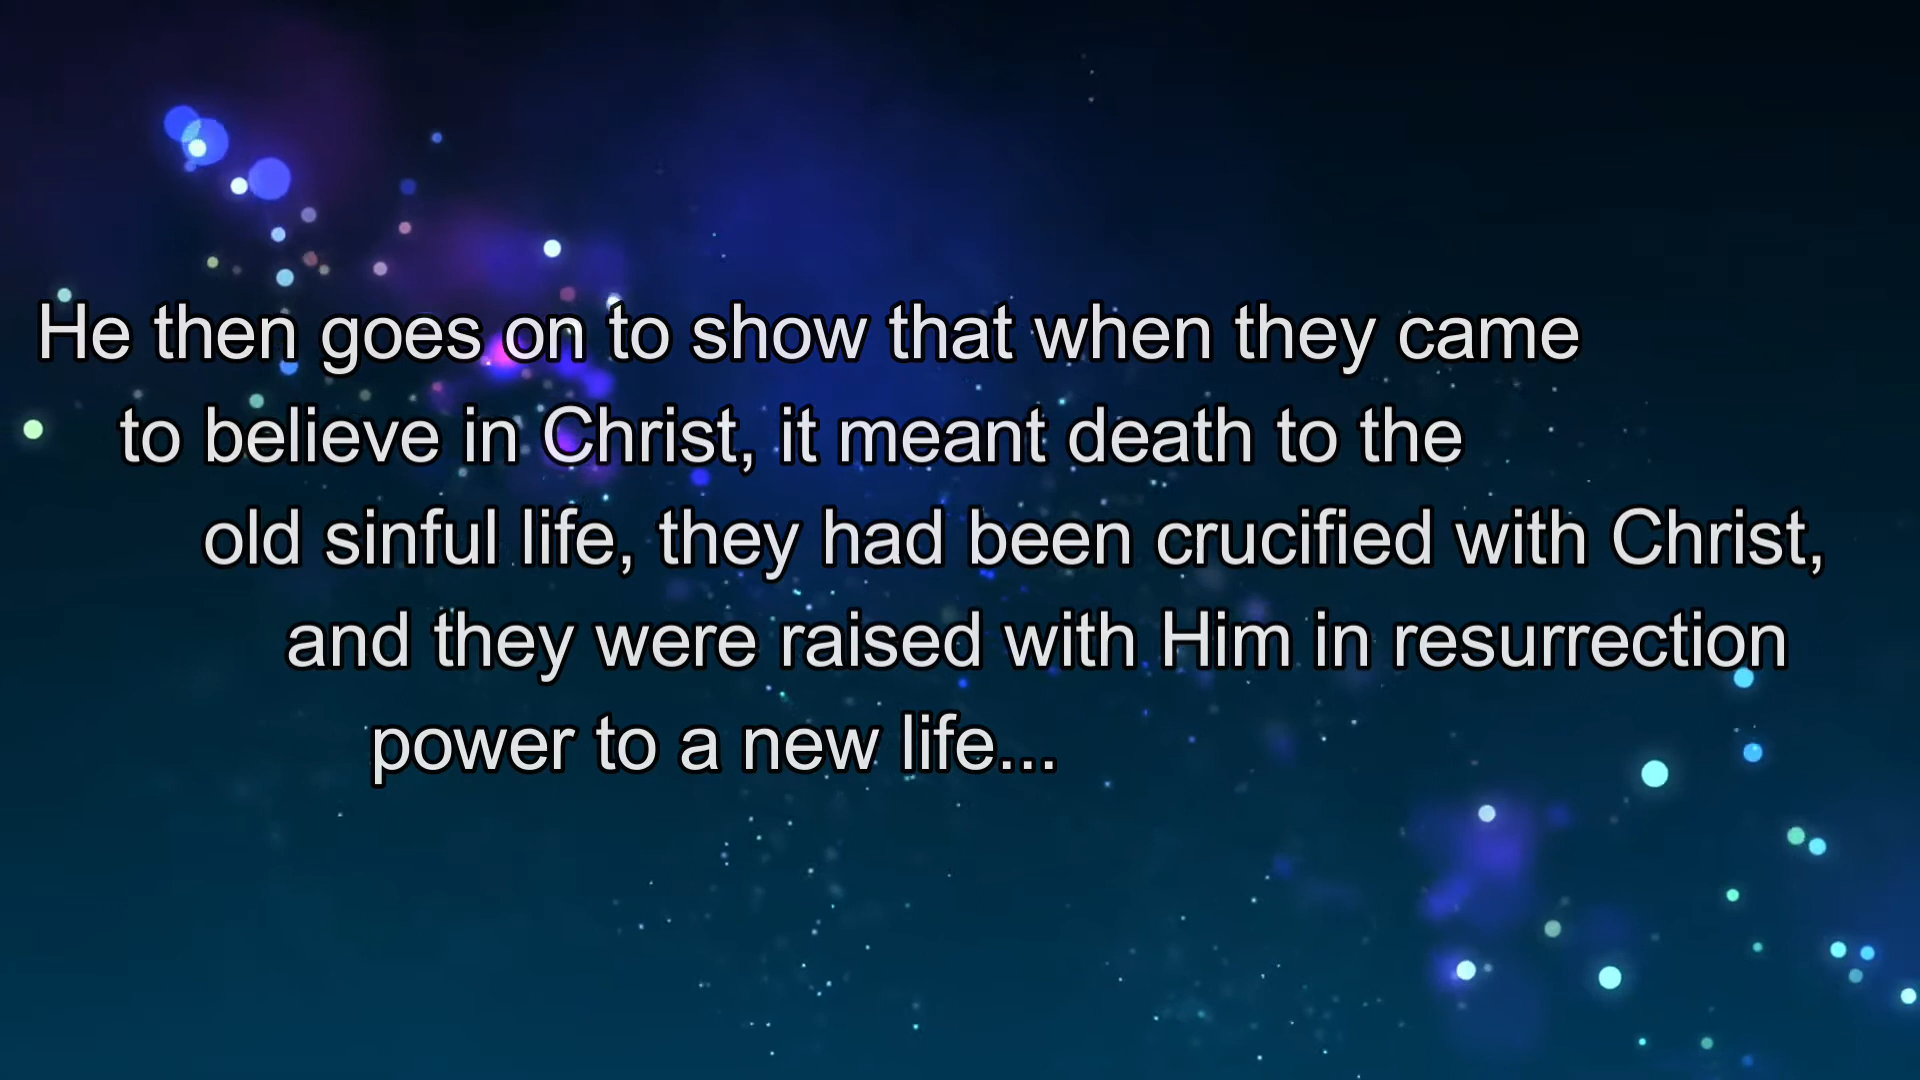 He then goes on to show that when they came
to believe in Christ, it meant death to the
old sinful life, they had been crucified with Christ,
and they were raised with Him in resurrection
power to a new life...